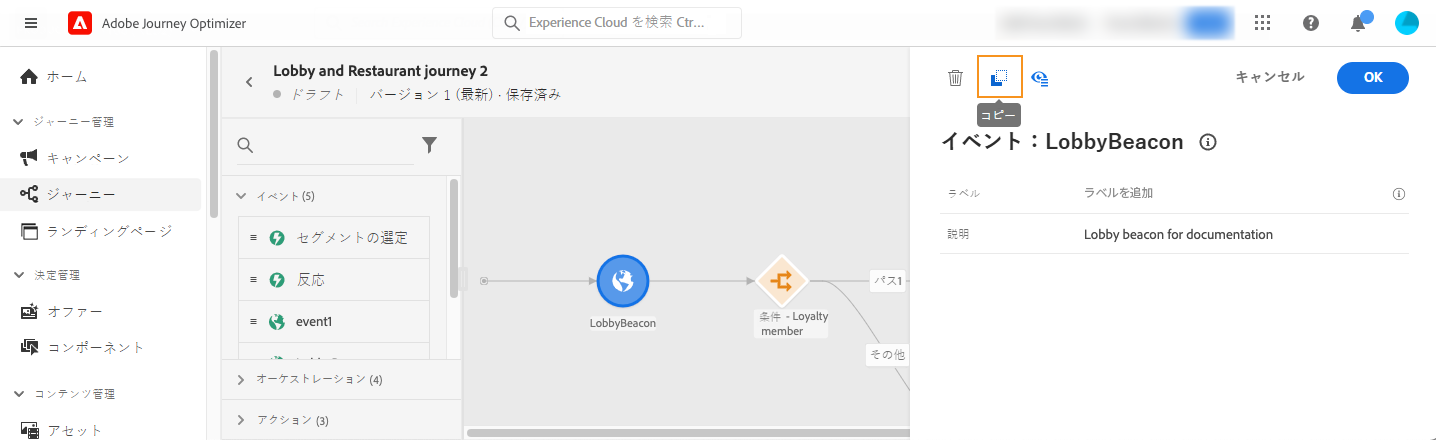 Adobe Journey Optimizer
Experience Cloud を検索 Ctr...
ホーム
ジャーニー管理
キャンペーン
ジャーニー
ランディングページ
決定管理
オファー
コンポーネント
コンテンツ管理
アセット
Lobby and Restaurant journey 2
ドラフト
バージョン 1 (最新) · 保存済み
イベント (5)
セグメントの選定
反応
event1
オーケストレーション (4)
アクション (3)
LobbyBeacon
条件 - Loyalty
member
パス1
その他
キャンセル
OK
コピー
イベント：LobbyBeacon
ラベル
ラベルを追加
説明
Lobby beacon for documentation